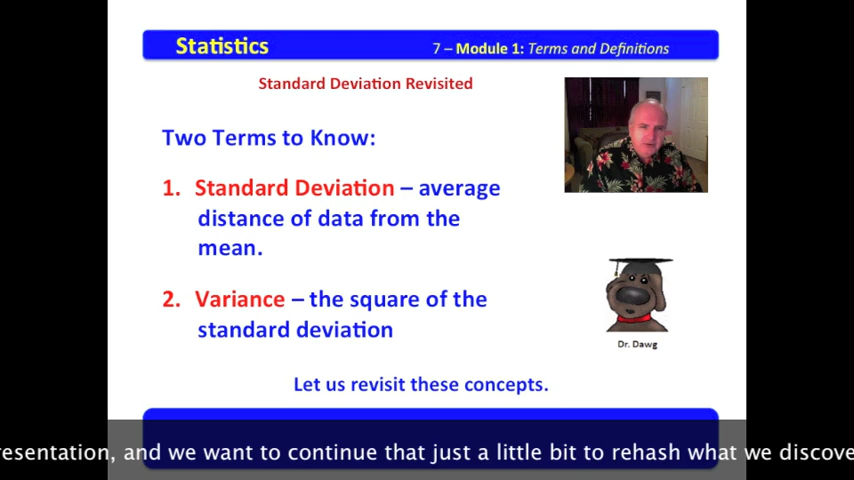 Statistics
7 – Module 1: Terms and Definitions
Standard Deviation Revisited
Two Terms to Know:
1. Standard Deviation – average
distance of data from the
mean.
2. Variance – the square of the
standard deviation
Dr. Dawg
Let us revisit these concepts.
resentation, and we want to continue that just a little bit to rehash what we discove